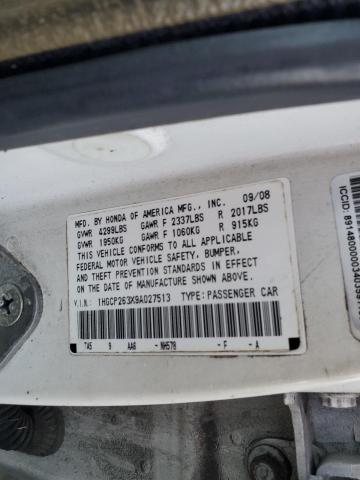 MFD. BY HONDA OF AMERICA MFG., INC. 09/08
GVWR 4299LBS GAWR F 2337LBS R 2017LBS
GVWR 1950KG GAWR F 1060KG R 915KG
THIS VEHICLE CONFORMS TO ALL APPLICABLE
FEDERAL MOTOR VEHICLE SAFETY, BUMPER,
AND THEFT PREVENTION STANDARDS IN EFFECT
ON THE DATE OF MANUFACTURE SHOWN ABOVE.
V.I.N: 1HGCP263X9A027513 TYPE: PASSENGER CAR
TA5 9 AA6 NH578 F A
ICCID: